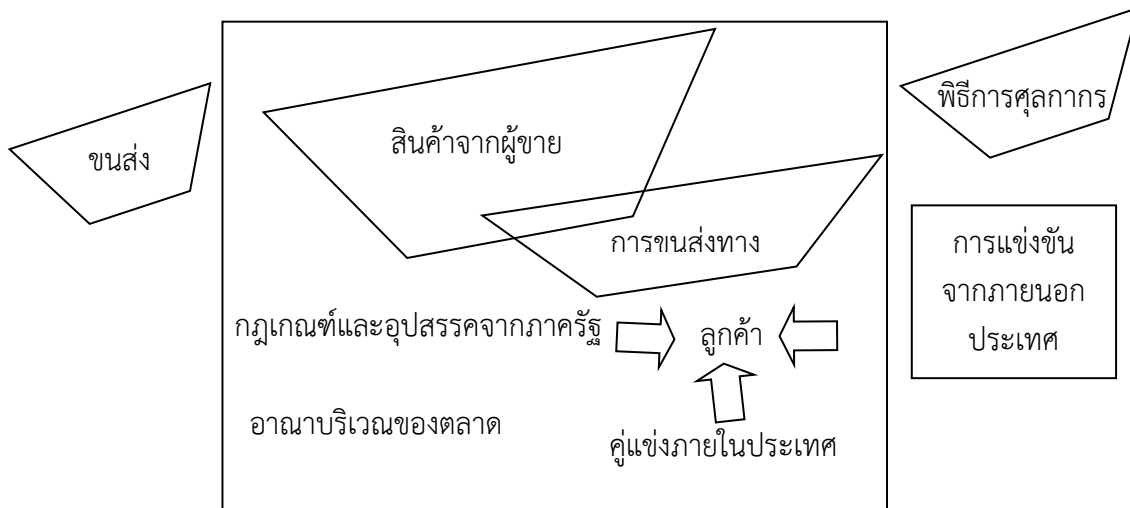 พิธีการศุลกากร
สินค้าจากผู้ขาย
ขนส่ง
การขนส่งทาง
การแข่งขัน
จากภายนอก
ประเทศ
กฎเกณฑ์และอุปสรรคจากภาครัฐ
ลูกค้า
อาณาบริเวณของตลาด
คู่แข่งภายในประเทศ